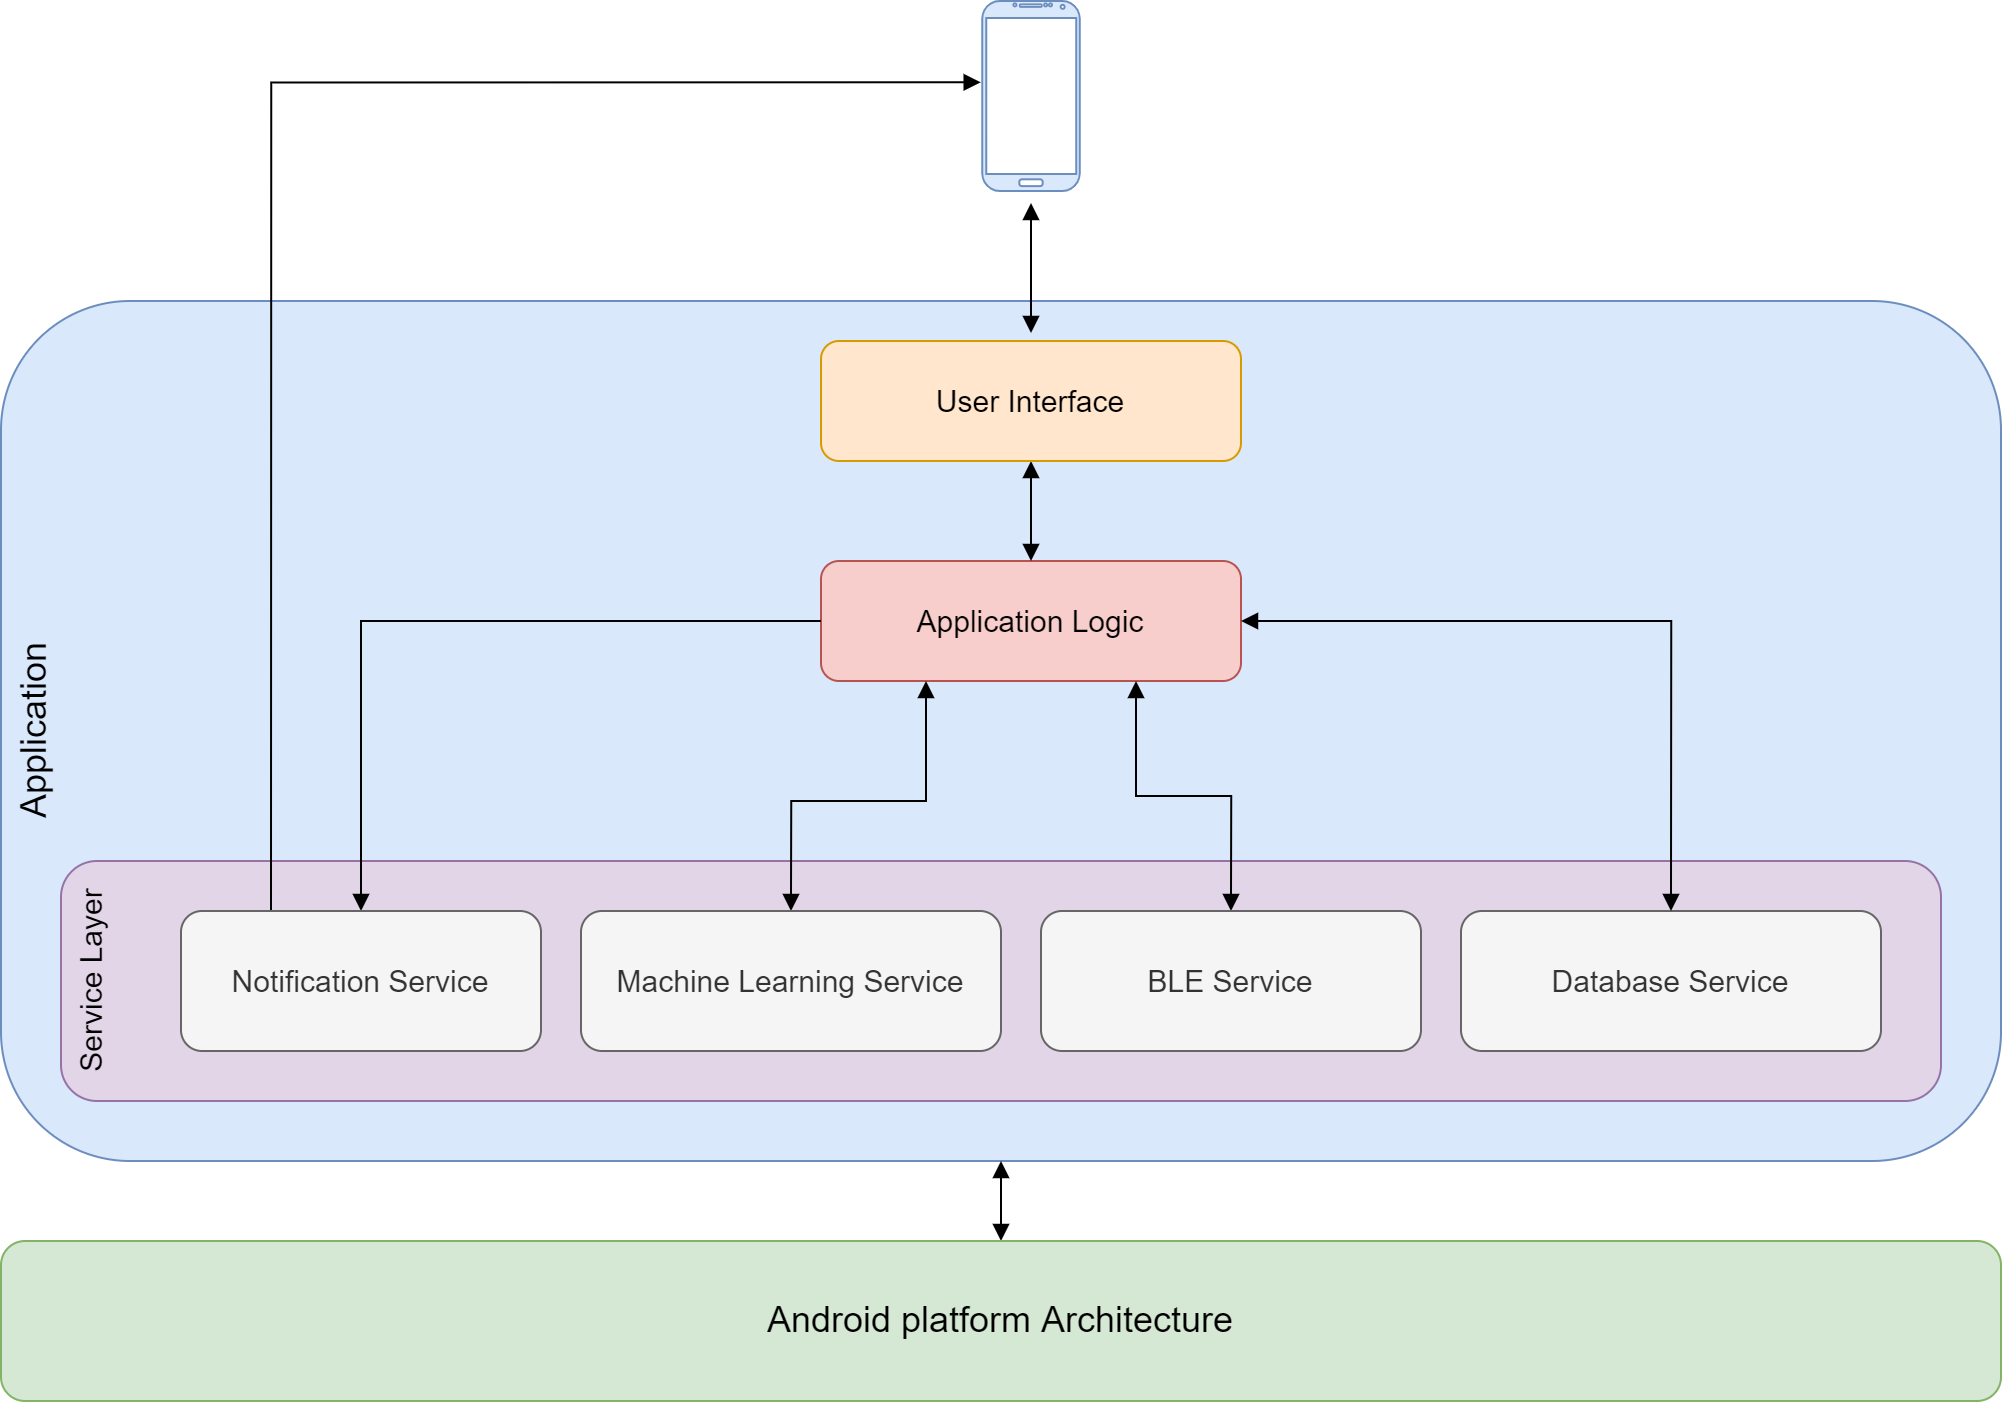 User Interface
Application Logic
Application
Service Layer
Notification Service
Machine Learning Service
BLE Service
Database Service
Android platform Architecture